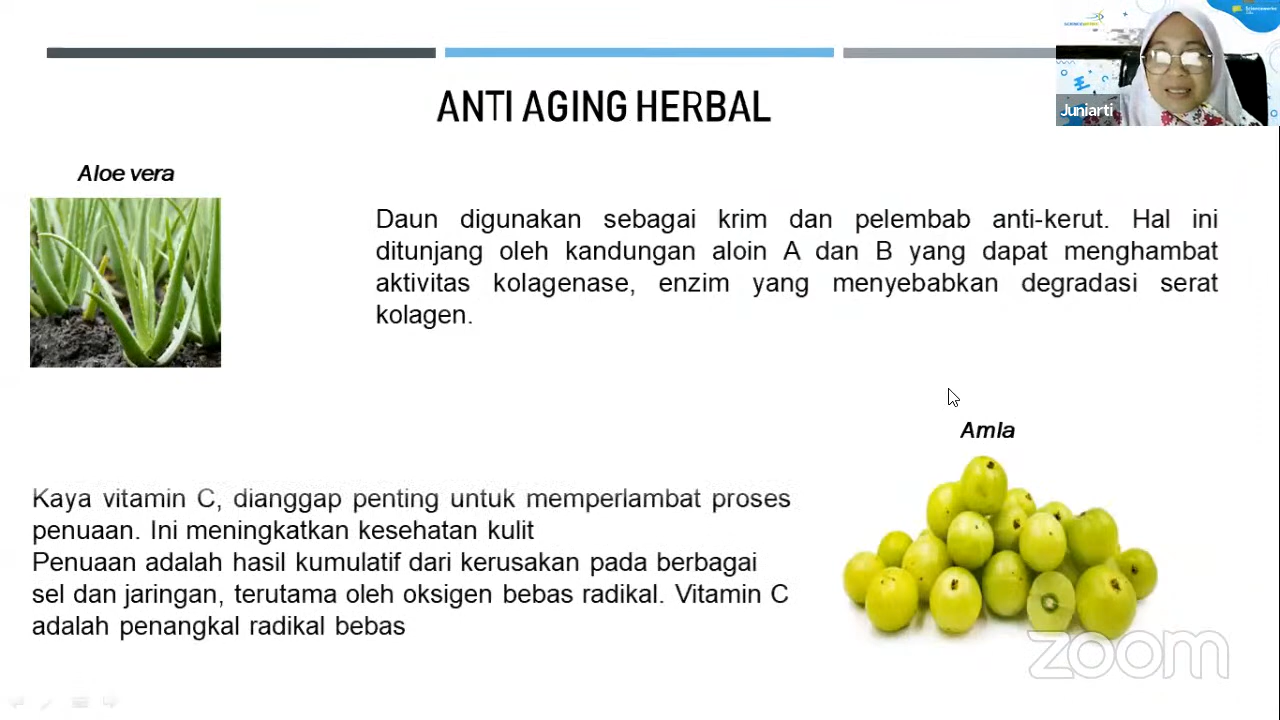 ANTI AGING HERBAL
Juniarti
Aloe vera
Daun digunakan sebagai krim dan pelembab anti-kerut. Hal ini
ditunjang oleh kandungan aloin A dan B yang dapat menghambat
aktivitas kolagenase, enzim yang menyebabkan degradasi serat
kolagen.
Amla
Kaya vitamin C, dianggap penting untuk memperlambat proses
penuaan. Ini meningkatkan kesehatan kulit
Penuaan adalah hasil kumulatif dari kerusakan pada berbagai
sel dan jaringan, terutama oleh oksigen bebas radikal. Vitamin C
adalah penangkal radikal bebas
zoom